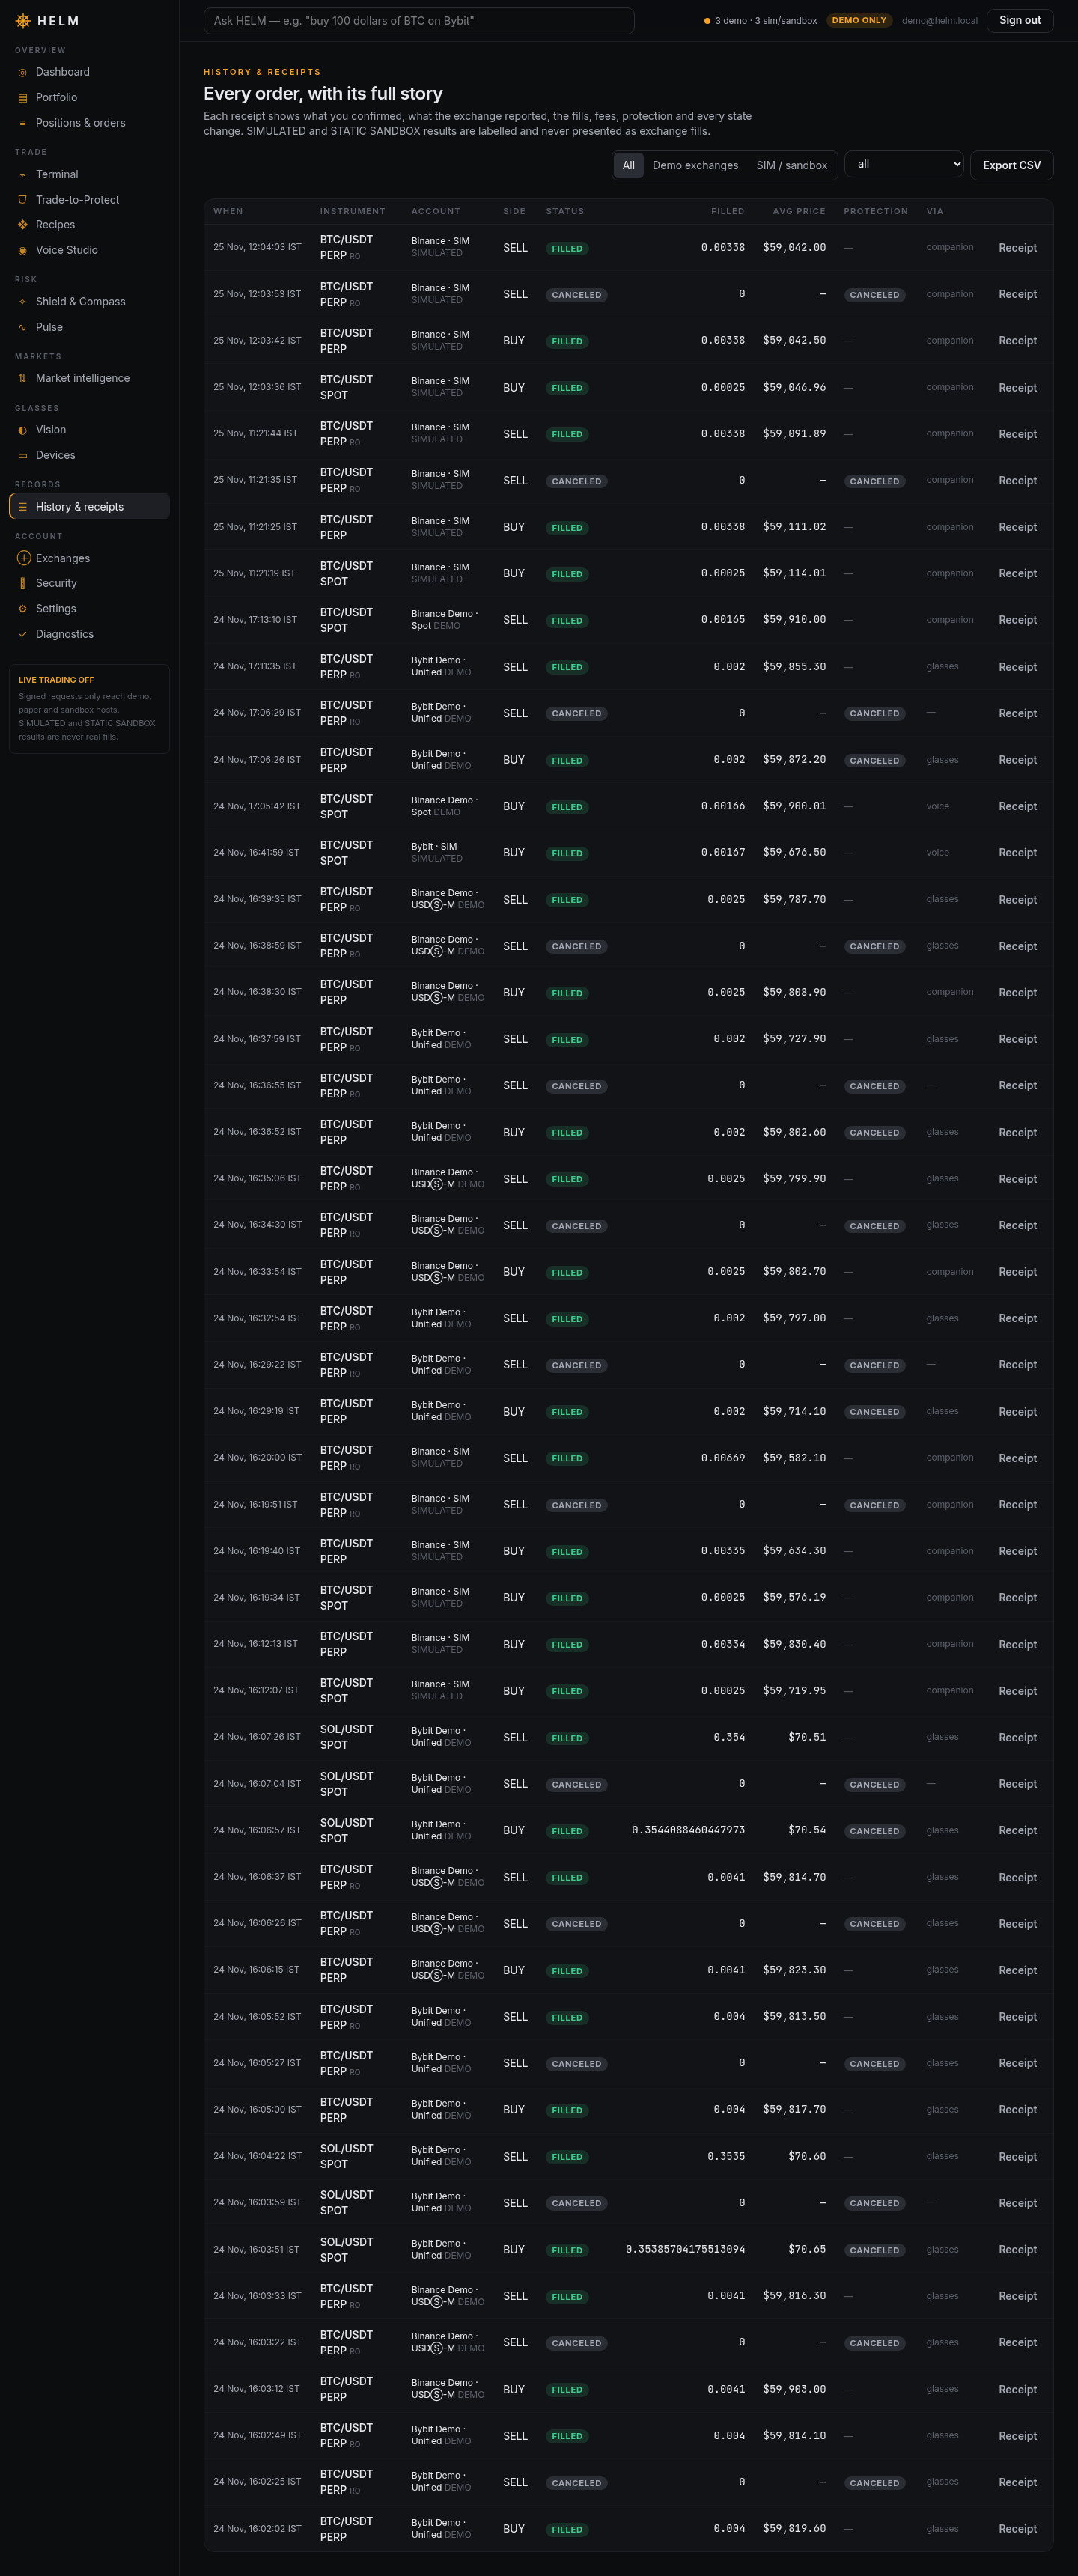 HELM
Ask HELM — e.g. "buy 100 dollars of BTC on Bybit"
3 demo · 3 sim/sandbox
DEMO ONLY
demo@helm.local
Sign out
OVERVIEW
Dashboard
Portfolio
Positions & orders
TRADE
Terminal
Trade-to-Protect
Recipes
Voice Studio
RISK
Shield & Compass
Pulse
MARKETS
Market intelligence
GLASSES
Vision
Devices
RECORDS
History & receipts
ACCOUNT
Exchanges
Security
Settings
Diagnostics
LIVE TRADING OFF
Signed requests only reach demo,
paper and sandbox hosts.
SIMULATED and STATIC SANDBOX
results are never real fills.
HISTORY & RECEIPTS
Every order, with its full story
Each receipt shows what you confirmed, what the exchange reported, the fills, fees, protection and every state
change. SIMULATED and STATIC SANDBOX results are labelled and never presented as exchange fills.
All Demo exchanges SIM / sandbox all Export CSV
WHEN INSTRUMENT ACCOUNT SIDE STATUS FILLED AVG PRICE PROTECTION VIA
25 Nov, 12:04:03 IST BTC/USDT PERP RO Binance · SIM SIMULATED SELL FILLED 0.00338 $59,042.00 — companion Receipt
25 Nov, 12:03:53 IST BTC/USDT PERP RO Binance · SIM SIMULATED SELL CANCELED 0 — CANCELED companion Receipt
25 Nov, 12:03:42 IST BTC/USDT PERP Binance · SIM SIMULATED BUY FILLED 0.00338 $59,042.50 — companion Receipt
25 Nov, 12:03:36 IST BTC/USDT SPOT Binance · SIM SIMULATED BUY FILLED 0.00025 $59,046.96 — companion Receipt
25 Nov, 11:21:44 IST BTC/USDT PERP RO Binance · SIM SIMULATED SELL FILLED 0.00338 $59,091.89 — companion Receipt
25 Nov, 11:21:35 IST BTC/USDT PERP RO Binance · SIM SIMULATED SELL CANCELED 0 — CANCELED companion Receipt
25 Nov, 11:21:25 IST BTC/USDT PERP Binance · SIM SIMULATED BUY FILLED 0.00338 $59,111.02 — companion Receipt
25 Nov, 11:21:19 IST BTC/USDT SPOT Binance · SIM SIMULATED BUY FILLED 0.00025 $59,114.01 — companion Receipt
24 Nov, 17:13:10 IST BTC/USDT SPOT Binance Demo · Spot DEMO SELL FILLED 0.00165 $59,910.00 — companion Receipt
24 Nov, 17:11:35 IST BTC/USDT PERP RO Bybit Demo · Unified DEMO SELL FILLED 0.002 $59,855.30 — glasses Receipt
24 Nov, 17:06:29 IST BTC/USDT PERP RO Bybit Demo · Unified DEMO SELL CANCELED 0 — CANCELED — Receipt
24 Nov, 17:06:26 IST BTC/USDT PERP Bybit Demo · Unified DEMO BUY FILLED 0.002 $59,872.20 CANCELED glasses Receipt
24 Nov, 17:05:42 IST BTC/USDT SPOT Binance Demo · Spot DEMO BUY FILLED 0.00166 $59,900.01 — voice Receipt
24 Nov, 16:41:59 IST BTC/USDT SPOT Bybit · SIM SIMULATED BUY FILLED 0.00167 $59,676.50 — voice Receipt
24 Nov, 16:39:35 IST BTC/USDT PERP RO Binance Demo · USDⓈ-M DEMO SELL FILLED 0.0025 $59,787.70 — glasses Receipt
24 Nov, 16:38:59 IST BTC/USDT PERP RO Binance Demo · USDⓈ-M DEMO SELL CANCELED 0 — CANCELED glasses Receipt
24 Nov, 16:38:30 IST BTC/USDT PERP Binance Demo · USDⓈ-M DEMO BUY FILLED 0.0025 $59,808.90 — companion Receipt
24 Nov, 16:37:59 IST BTC/USDT PERP RO Bybit Demo · Unified DEMO SELL FILLED 0.002 $59,727.90 — glasses Receipt
24 Nov, 16:36:55 IST BTC/USDT PERP RO Bybit Demo · Unified DEMO SELL CANCELED 0 — CANCELED — Receipt
24 Nov, 16:36:52 IST BTC/USDT PERP Bybit Demo · Unified DEMO BUY FILLED 0.002 $59,802.60 CANCELED glasses Receipt
24 Nov, 16:35:06 IST BTC/USDT PERP RO Binance Demo · USDⓈ-M DEMO SELL FILLED 0.0025 $59,799.90 — glasses Receipt
24 Nov, 16:34:30 IST BTC/USDT PERP RO Binance Demo · USDⓈ-M DEMO SELL CANCELED 0 — CANCELED glasses Receipt
24 Nov, 16:33:54 IST BTC/USDT PERP Binance Demo · USDⓈ-M DEMO BUY FILLED 0.0025 $59,802.70 — companion Receipt
24 Nov, 16:32:54 IST BTC/USDT PERP RO Bybit Demo · Unified DEMO SELL FILLED 0.002 $59,797.00 — glasses Receipt
24 Nov, 16:29:22 IST BTC/USDT PERP RO Bybit Demo · Unified DEMO SELL CANCELED 0 — CANCELED — Receipt
24 Nov, 16:29:19 IST BTC/USDT PERP Bybit Demo · Unified DEMO BUY FILLED 0.002 $59,714.10 CANCELED glasses Receipt
24 Nov, 16:20:00 IST BTC/USDT PERP RO Binance · SIM SIMULATED SELL FILLED 0.00669 $59,582.10 — companion Receipt
24 Nov, 16:19:51 IST BTC/USDT PERP RO Binance · SIM SIMULATED SELL CANCELED 0 — CANCELED companion Receipt
24 Nov, 16:19:40 IST BTC/USDT PERP Binance · SIM SIMULATED BUY FILLED 0.00335 $59,634.30 — companion Receipt
24 Nov, 16:19:34 IST BTC/USDT SPOT Binance · SIM SIMULATED BUY FILLED 0.00025 $59,576.19 — companion Receipt
24 Nov, 16:12:13 IST BTC/USDT PERP Binance · SIM SIMULATED BUY FILLED 0.00334 $59,830.40 — companion Receipt
24 Nov, 16:12:07 IST BTC/USDT SPOT Binance · SIM SIMULATED BUY FILLED 0.00025 $59,719.95 — companion Receipt
24 Nov, 16:07:26 IST SOL/USDT SPOT Bybit Demo · Unified DEMO SELL FILLED 0.354 $70.51 — glasses Receipt
24 Nov, 16:07:04 IST SOL/USDT SPOT Bybit Demo · Unified DEMO SELL CANCELED 0 — CANCELED — Receipt
24 Nov, 16:06:57 IST SOL/USDT SPOT Bybit Demo · Unified DEMO BUY FILLED 0.3544088460447973 $70.54 CANCELED glasses Receipt
24 Nov, 16:06:37 IST BTC/USDT PERP RO Binance Demo · USDⓈ-M DEMO SELL FILLED 0.0041 $59,814.70 — glasses Receipt
24 Nov, 16:06:26 IST BTC/USDT PERP RO Binance Demo · USDⓈ-M DEMO SELL CANCELED 0 — CANCELED glasses Receipt
24 Nov, 16:06:15 IST BTC/USDT PERP Binance Demo · USDⓈ-M DEMO BUY FILLED 0.0041 $59,823.30 — glasses Receipt
24 Nov, 16:05:52 IST BTC/USDT PERP RO Bybit Demo · Unified DEMO SELL FILLED 0.004 $59,813.50 — glasses Receipt
24 Nov, 16:05:27 IST BTC/USDT PERP RO Bybit Demo · Unified DEMO SELL CANCELED 0 — CANCELED glasses Receipt
24 Nov, 16:05:00 IST BTC/USDT PERP Bybit Demo · Unified DEMO BUY FILLED 0.004 $59,817.70 — glasses Receipt
24 Nov, 16:04:22 IST SOL/USDT SPOT Bybit Demo · Unified DEMO SELL FILLED 0.3535 $70.60 — glasses Receipt
24 Nov, 16:03:59 IST SOL/USDT SPOT Bybit Demo · Unified DEMO SELL CANCELED 0 — CANCELED — Receipt
24 Nov, 16:03:51 IST SOL/USDT SPOT Bybit Demo · Unified DEMO BUY FILLED 0.35385704175513094 $70.65 CANCELED glasses Receipt
24 Nov, 16:03:33 IST BTC/USDT PERP RO Binance Demo · USDⓈ-M DEMO SELL FILLED 0.0041 $59,816.30 — glasses Receipt
24 Nov, 16:03:22 IST BTC/USDT PERP RO Binance Demo · USDⓈ-M DEMO SELL CANCELED 0 — CANCELED glasses Receipt
24 Nov, 16:03:12 IST BTC/USDT PERP Binance Demo · USDⓈ-M DEMO BUY FILLED 0.0041 $59,903.00 — glasses Receipt
24 Nov, 16:02:49 IST BTC/USDT PERP RO Bybit Demo · Unified DEMO SELL FILLED 0.004 $59,814.10 — glasses Receipt
24 Nov, 16:02:25 IST BTC/USDT PERP RO Bybit Demo · Unified DEMO SELL CANCELED 0 — CANCELED glasses Receipt
24 Nov, 16:02:02 IST BTC/USDT PERP Bybit Demo · Unified DEMO BUY FILLED 0.004 $59,819.60 — glasses Receipt